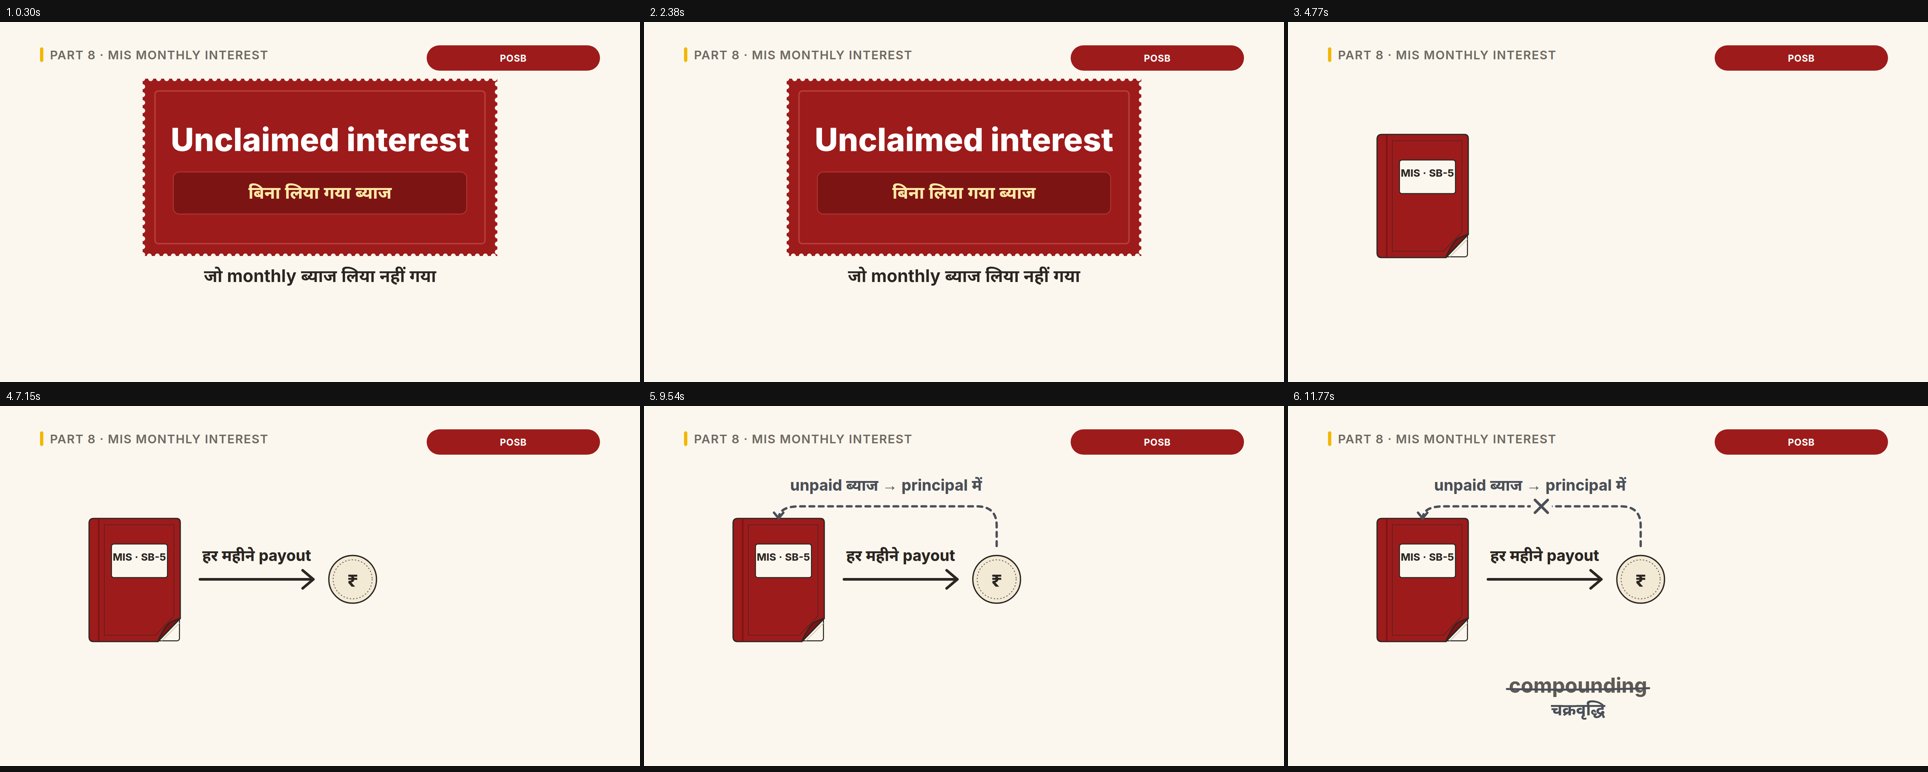 1. 0.30s
PART 8 · MIS MONTHLY INTEREST
POSB
Unclaimed interest
बिना लिया गया ब्याज
जो monthly ब्याज लिया नहीं गया
2. 2.38s
PART 8 · MIS MONTHLY INTEREST
POSB
Unclaimed interest
बिना लिया गया ब्याज
जो monthly ब्याज लिया नहीं गया
3. 4.77s
PART 8 · MIS MONTHLY INTEREST
POSB
MIS · SB-5
4. 7.15s
PART 8 · MIS MONTHLY INTEREST
POSB
MIS · SB-5
हर महीने payout
₹
5. 9.54s
PART 8 · MIS MONTHLY INTEREST
POSB
unpaid ब्याज → principal में
MIS · SB-5
हर महीने payout
₹
6. 11.77s
PART 8 · MIS MONTHLY INTEREST
POSB
unpaid ब्याज → principal में
MIS · SB-5
हर महीने payout
₹
compounding
चक्रवृद्धि